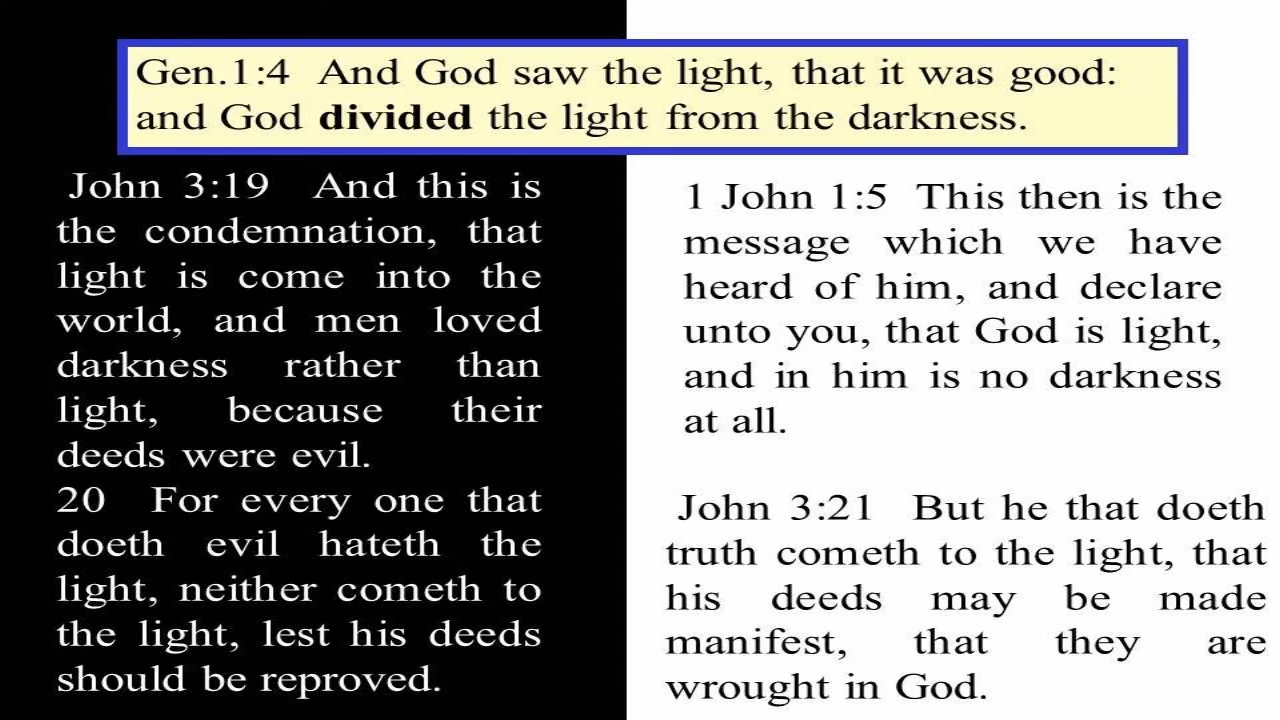 Gen.1:4  And God saw the light, that it was good:
and God divided the light from the darkness.
John 3:19  And this is
the condemnation, that
light is come into the
world, and men loved
darkness rather than
light, because their
deeds were evil.
20  For every one that
doeth evil hateth the
light, neither cometh to
the light, lest his deeds
should be reproved.
1 John 1:5  This then is the
message which we have
heard of him, and declare
unto you, that God is light,
and in him is no darkness
at all.
John 3:21  But he that doeth
truth cometh to the light, that
his deeds may be made
manifest, that they are
wrought in God.